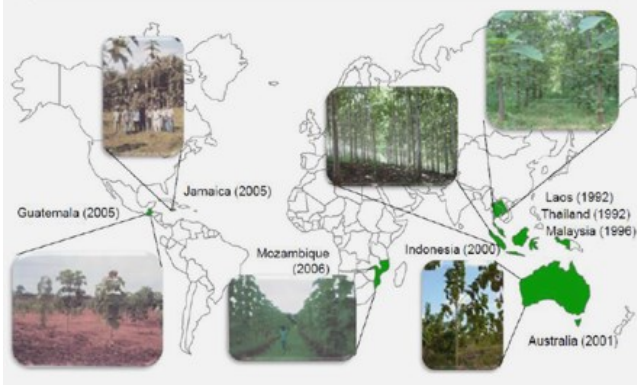 Jamaica (2005)
Guatemala (2005)
Laos (1992)
Thailand (1992)
Malaysia (1996)
Mozambique
(2006)
Indonesia (2000)
Australia (2001)